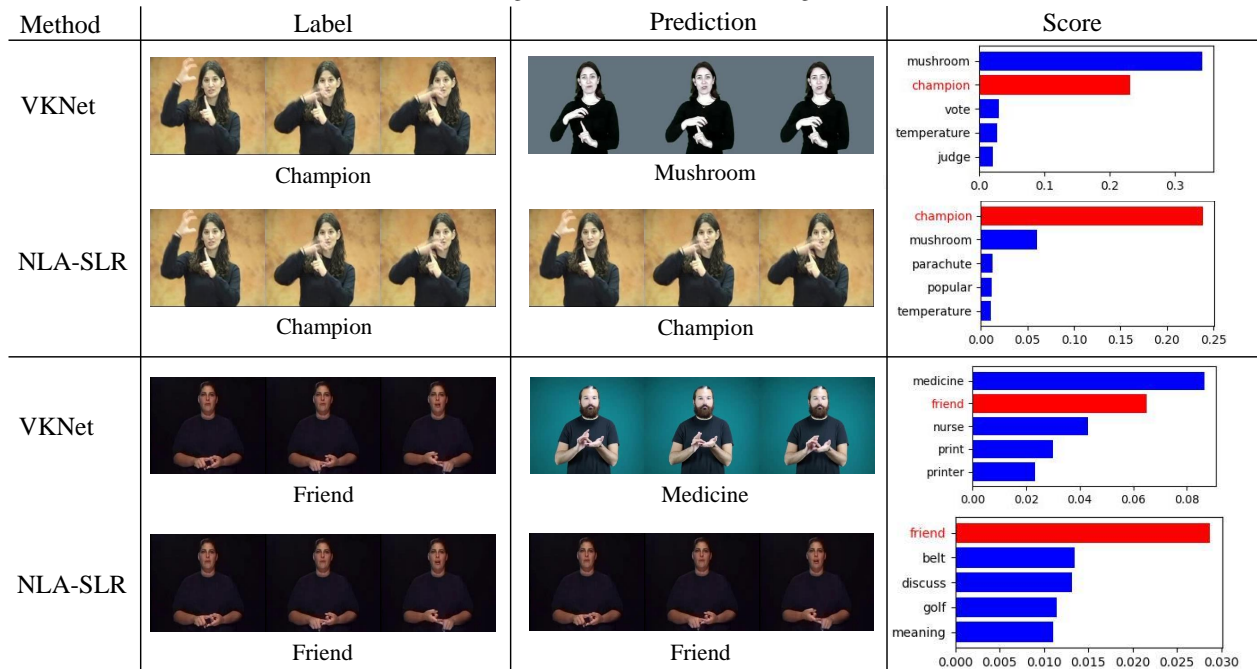 Method Label Prediction Score
VKNet
Champion
Mushroom
mushroom
champion
vote
temperature
judge
0.0 0.1 0.2 0.3
NLA-SLR
Champion
Champion
champion
mushroom
parachute
popular
temperature
0.00 0.05 0.10 0.15 0.20 0.25
VKNet
Friend
Medicine
medicine
friend
nurse
print
printer
0.00 0.02 0.04 0.06 0.08
NLA-SLR
Friend
Friend
friend
belt
discuss
golf
meaning
0.000 0.005 0.010 0.015 0.020 0.025 0.030